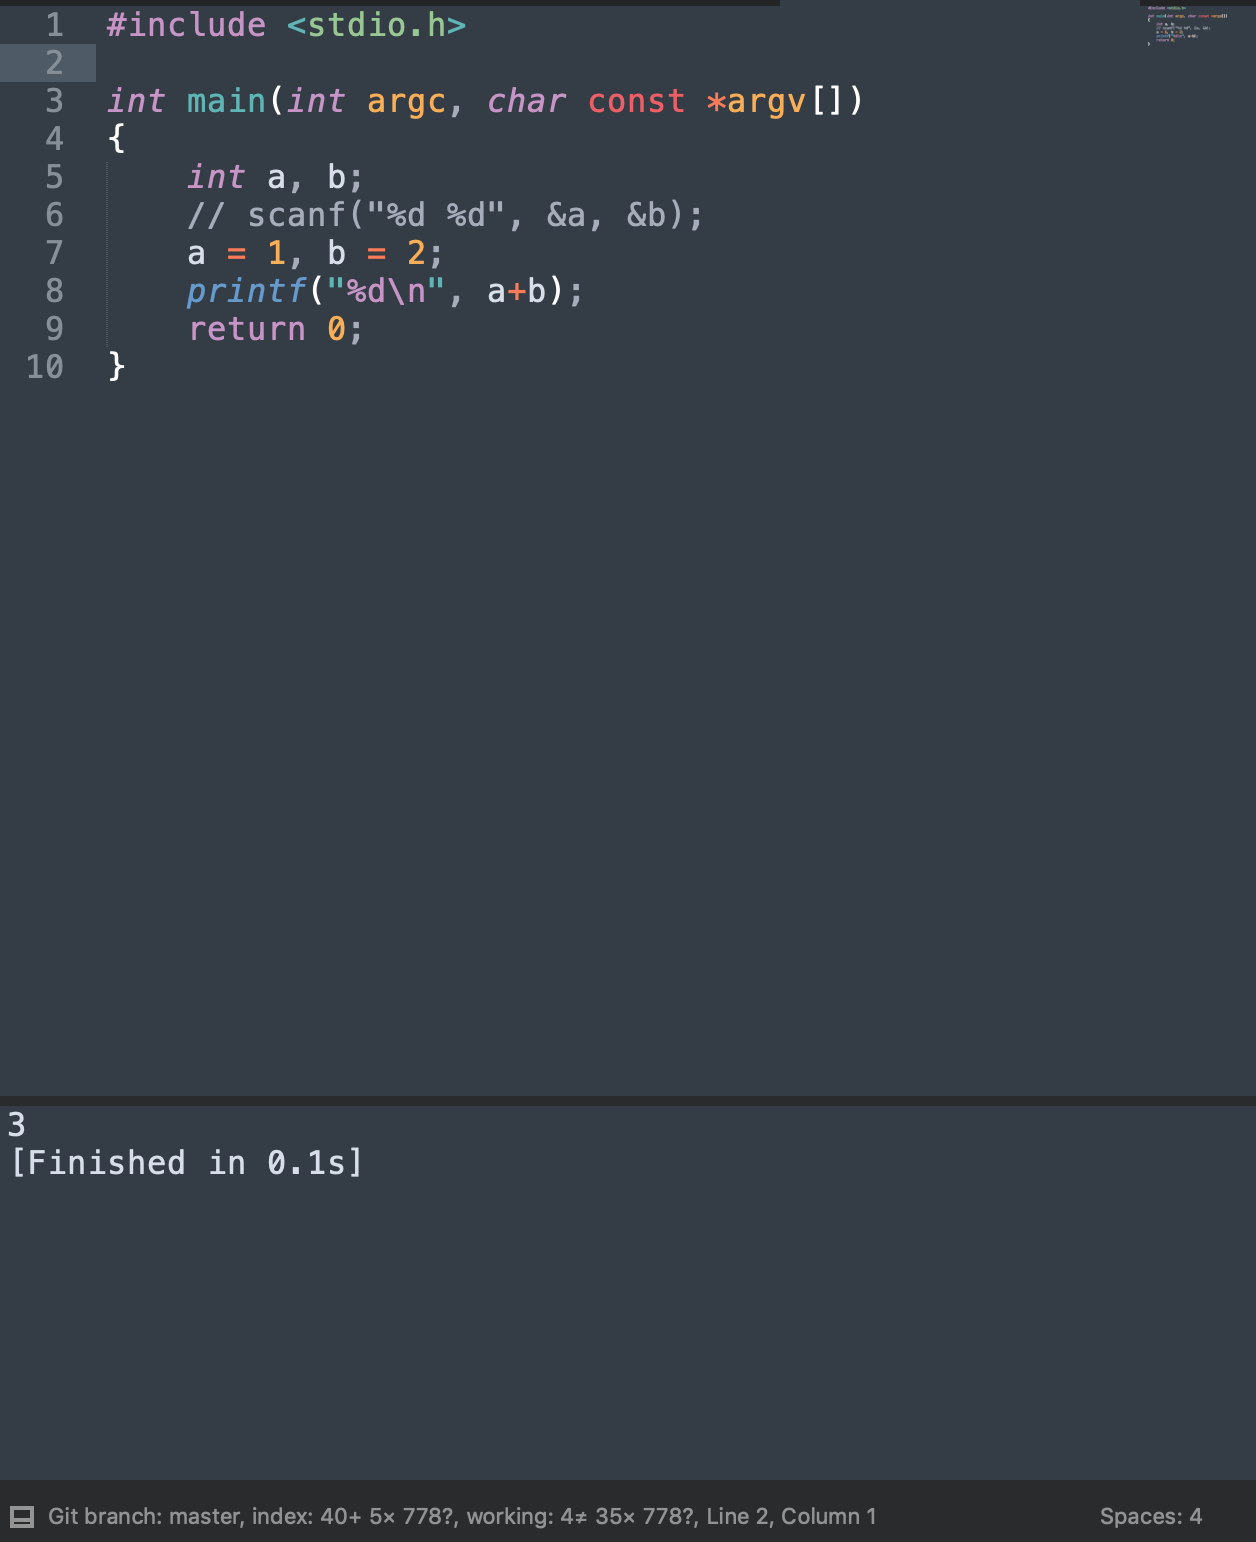 1 #include <stdio.h>
2
3 int main(int argc, char const *argv[])
4 {
5     int a, b;
6     // scanf("%d %d", &a, &b);
7     a = 1, b = 2;
8     printf("%d\n", a+b);
9     return 0;
10 }
3
[Finished in 0.1s]
Git branch: master, index: 40+ 5× 778?, working: 4≠ 35× 778?, Line 2, Column 1 Spaces: 4